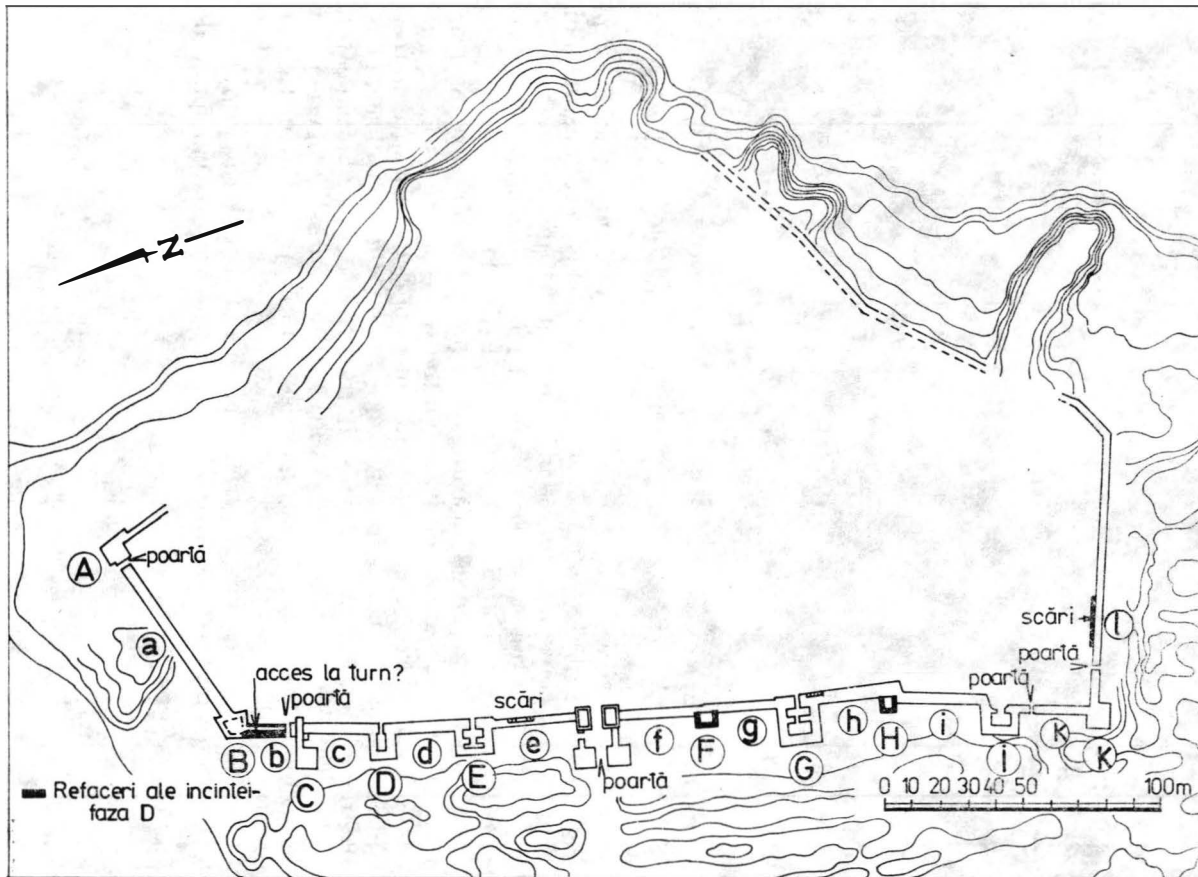 N
A
poartă
a
acces la turn?
poartă
scări
B
b
C
c
D
d
E
e
poartă
f
F
g
G
h
H
i
j
poartă
k
K
poartă
scări
l
Refaceri ale incintei-
faza D
0 10 20 30 40 50 100m